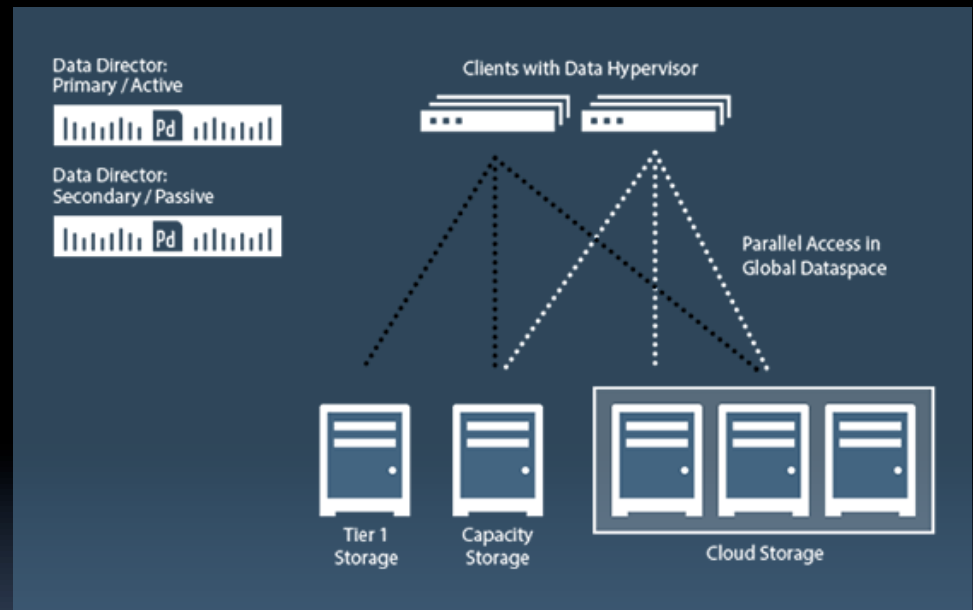 Data Director:
Primary / Active
Pd
Data Director:
Secondary / Passive
Pd
Clients with Data Hypervisor
Parallel Access in
Global Dataspace
Tier 1
Storage
Capacity
Storage
Cloud Storage